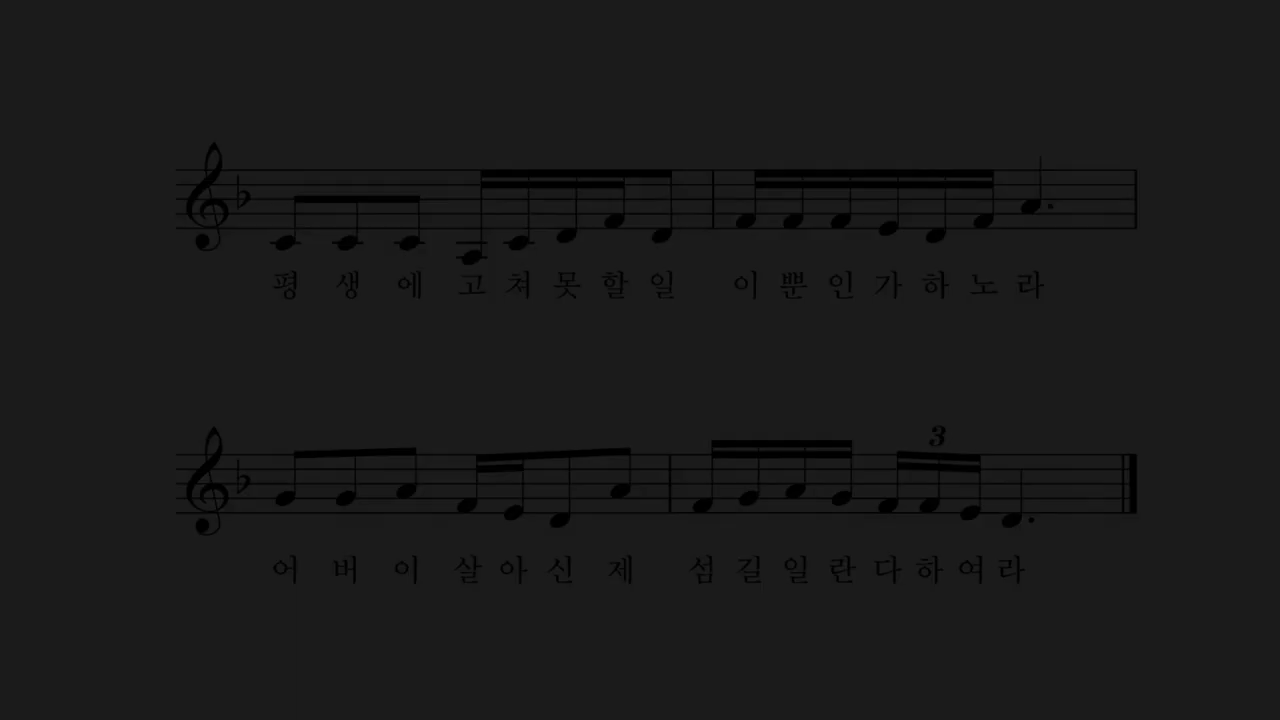 평 생 에 고 쳐 못 할 일 이 뿐 인 가 하 노 라
3
어 버 이 살 아 신 제 섬 길 일 란 다 하 여 라